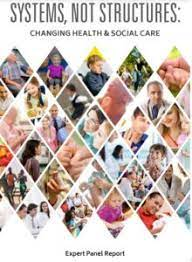 SYSTEMS, NOT STRUCTURES:
CHANGING HEALTH & SOCIAL CARE
Expert Panel Report